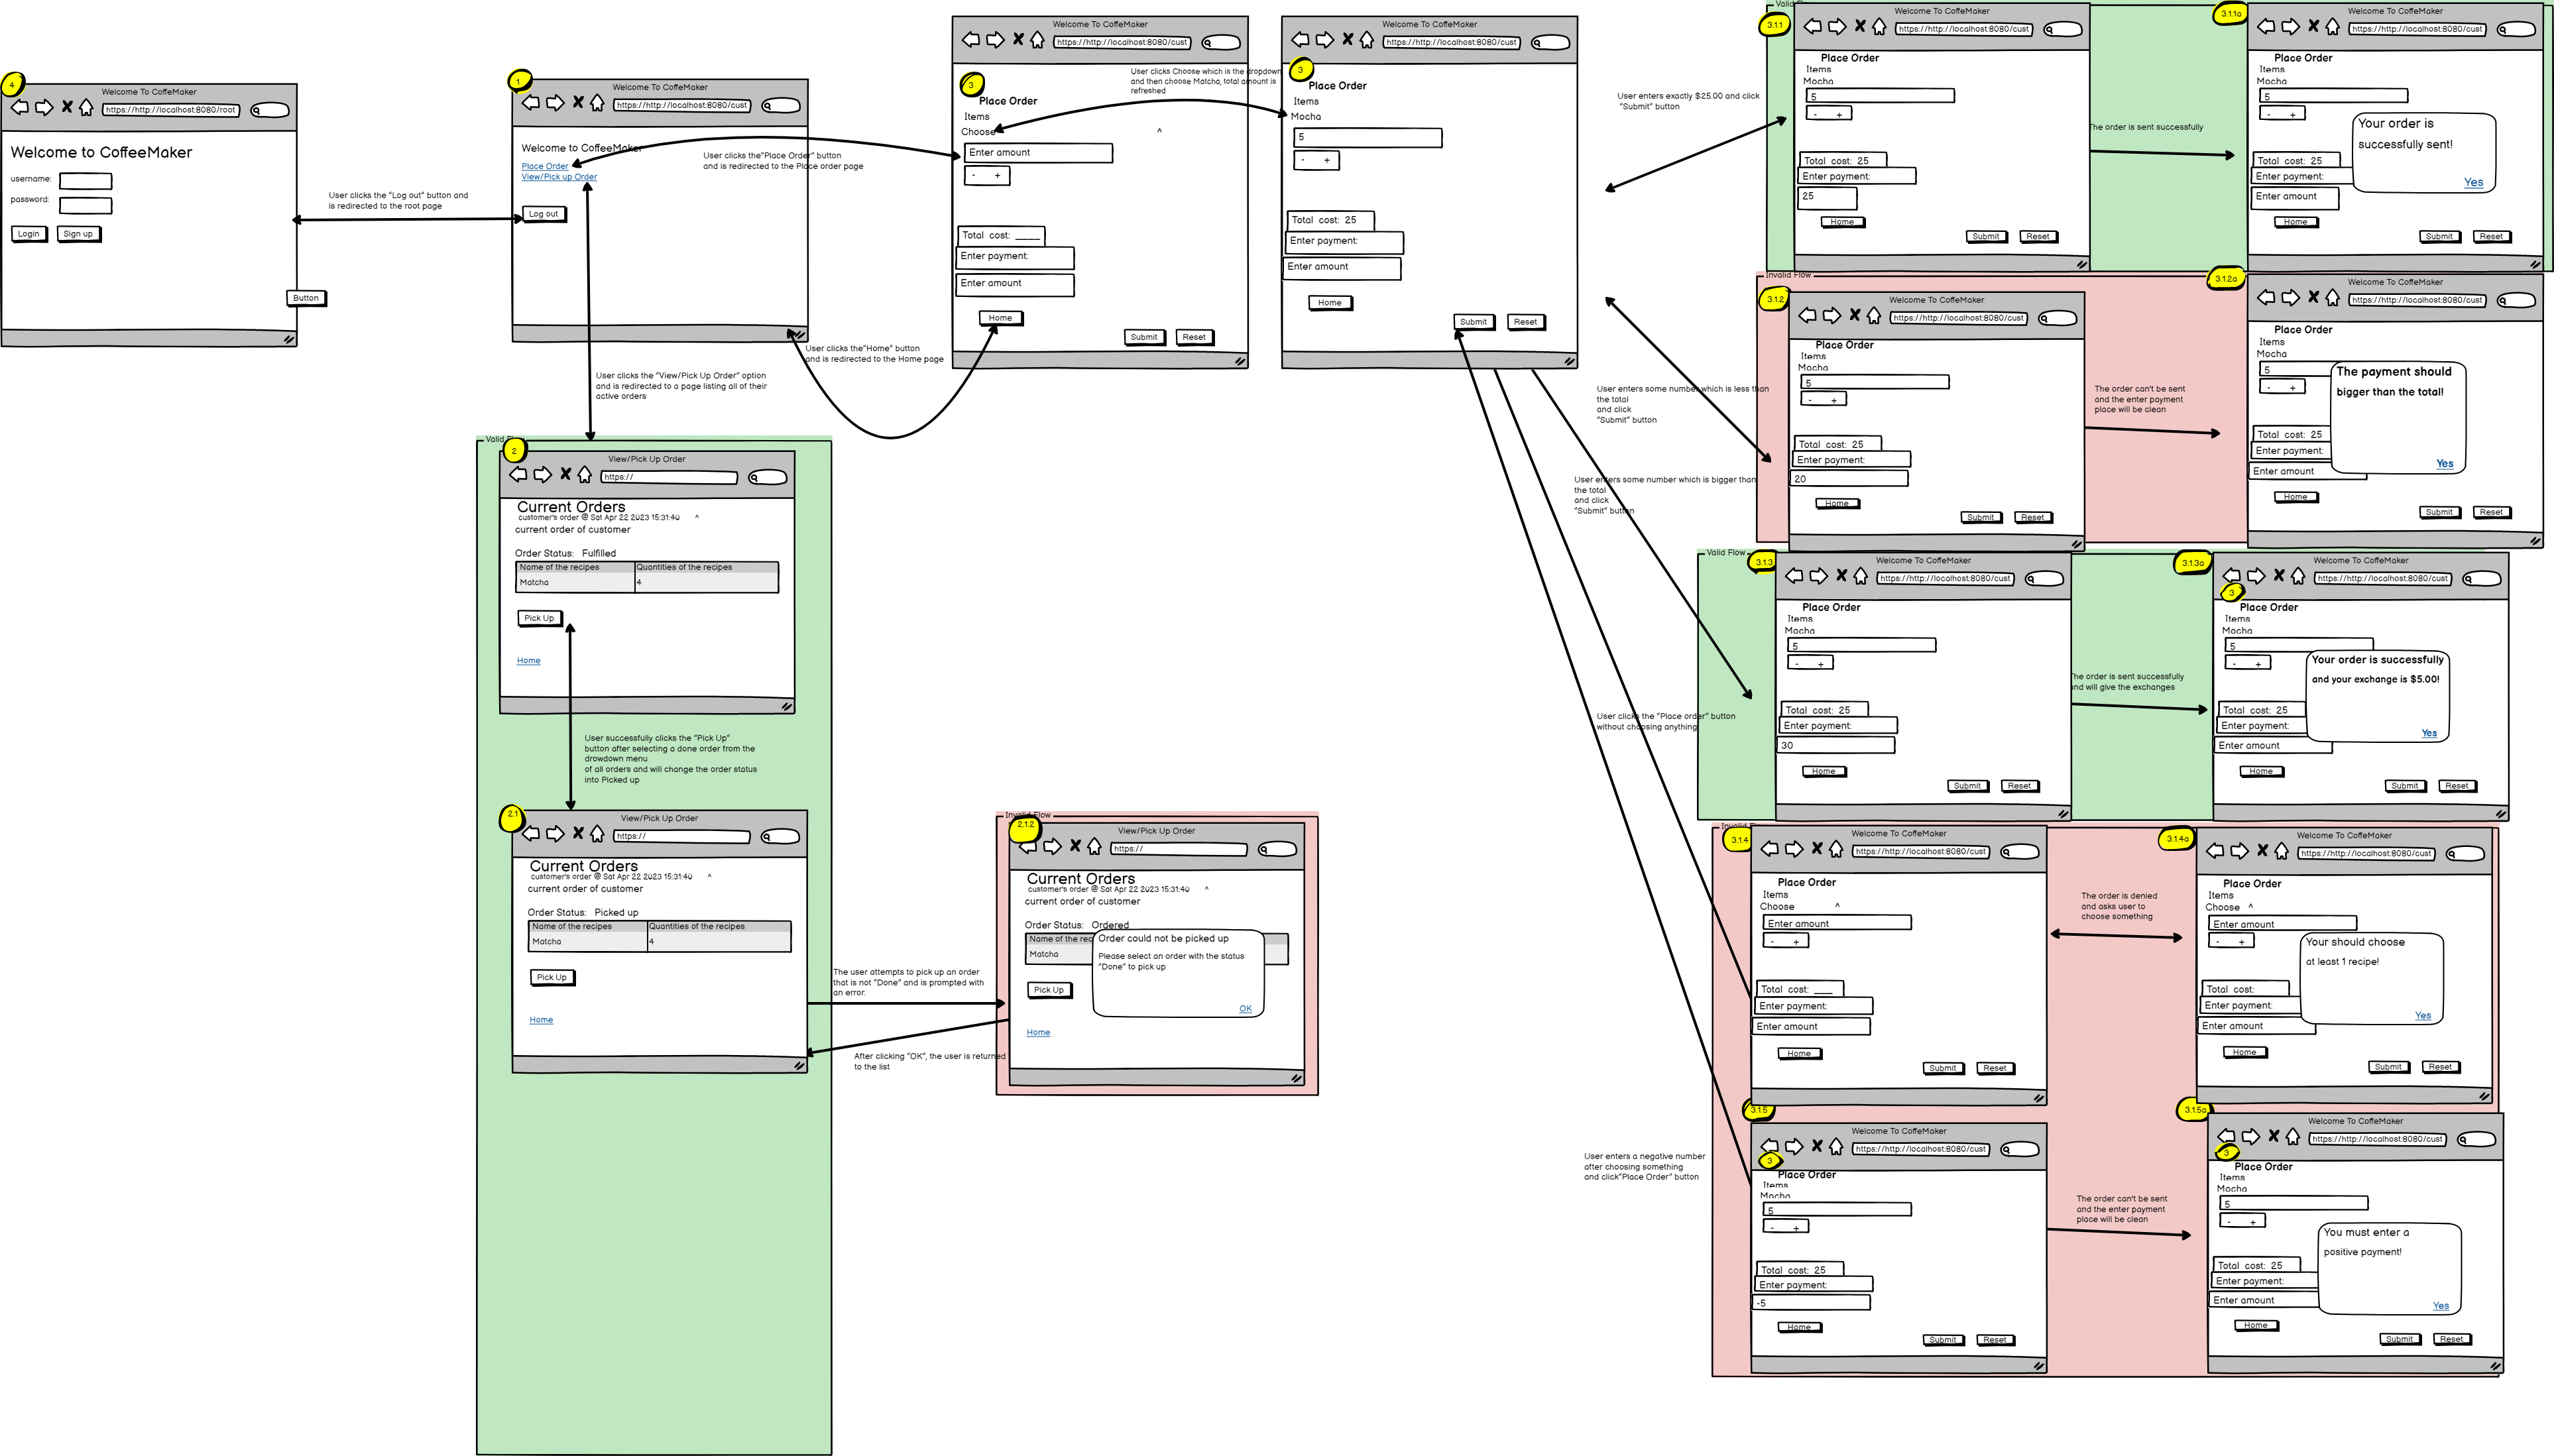 4
Welcome To CoffeMaker
https://http://localhost:8080/root
Welcome to CoffeeMaker
username:
password:
Login
Sign up
Button
User clicks the "Log out" button and
is redirected to the root page
1
Welcome To CoffeMaker
https://http://localhost:8080/cust
Welcome to CoffeeMaker
Place Order
View/Pick up Order
Log out
User clicks the"Place Order" button
and is redirected to the Place order page
User clicks the"Home" button
and is redirected to the Home page
User clicks the "View/Pick Up Order" option
and is redirected to a page listing all of their
active orders
Welcome To CoffeMaker
https://http://localhost:8080/cust
3
Place Order
Items
Choose
^
Enter amount
- +
Total cost: ____
Enter payment:
Enter amount
Home
Submit
Reset
User clicks Choose which is the dropdown
and then choose Matcha, total amount is
refreshed
Welcome To CoffeMaker
https://http://localhost:8080/cust
3
Place Order
Items
Mocha
5
- +
Total cost: 25
Enter payment:
Enter amount
Home
Submit
Reset
Valid Flow
2
View/Pick Up Order
https://
Current Orders
customer's order @ Sat Apr 22 2023 15:31:40 ^
current order of customer
Order Status: Fulfilled
Name of the recipes Quantities of the recipes
Matcha 4
Pick Up
Home
User successfully clicks the "Pick Up"
button after selecting a done order from the
drowdown menu
of all orders and will change the order status
into Picked up
2.1
View/Pick Up Order
https://
Current Orders
customer's order @ Sat Apr 22 2023 15:31:40 ^
current order of customer
Order Status: Picked up
Name of the recipes Quantities of the recipes
Matcha 4
Pick Up
Home
The user attempts to pick up an order
that is not "Done" and is prompted with
an error.
After clicking "OK", the user is returned
to the list
Invalid Flow
2.1.2
View/Pick Up Order
https://
Current Orders
customer's order @ Sat Apr 22 2023 15:31:40 ^
current order of customer
Order Status: Ordered
Name of the rec
Matcha
Order could not be picked up
Please select an order with the status
"Done" to pick up
OK
Pick Up
Home
User enters exactly $25.00 and click
"Submit" button
User enters some number which is less than
the total
and click
"Submit" button
User enters some number which is bigger than
the total
and click
"Submit" button
User clicks the "Place order" button
without choosing anything
User enters a negative number
after choosing something
and click"Place Order" button
Valid
3.1.1
Welcome To CoffeMaker
https://http://localhost:8080/cust
Place Order
Items
Mocha
5
- +
Total cost: 25
Enter payment:
25
Home
Submit
Reset
The order is sent successfully
3.1.1a
Welcome To CoffeMaker
https://http://localhost:8080/cust
Place Order
Items
Mocha
5
- +
Your order is
successfully sent!
Yes
Total cost: 25
Enter payment:
Enter amount
Home
Submit
Reset
Invalid Flow
3.1.2
Welcome To CoffeMaker
https://http://localhost:8080/cust
Place Order
Items
Mocha
5
- +
Total cost: 25
Enter payment:
20
Home
Submit
Reset
The order can't be sent
and the enter payment
place will be clean
3.1.2a
Welcome To CoffeMaker
https://http://localhost:8080/cust
Place Order
Items
Mocha
5
- +
The payment should
bigger than the total!
Yes
Total cost: 25
Enter payment:
Enter amount
Home
Submit
Reset
Valid Flow
3.1.3
Welcome To CoffeMaker
https://http://localhost:8080/cust
Place Order
Items
Mocha
5
- +
Total cost: 25
Enter payment:
30
Home
Submit
Reset
The order is sent successfully
and will give the exchanges
3.1.3a
Welcome To CoffeMaker
https://http://localhost:8080/cust
3
Place Order
Items
Mocha
5
- +
Your order is successfully
and your exchange is $5.00!
Yes
Total cost: 25
Enter payment:
Enter amount
Home
Submit
Reset
Invalid Flow
3.1.4
Welcome To CoffeMaker
https://http://localhost:8080/cust
Place Order
Items
Choose ^
Enter amount
- +
Total cost: ___
Enter payment:
Enter amount
Home
Submit
Reset
The order is denied
and asks user to
choose something
3.1.4a
Welcome To CoffeMaker
https://http://localhost:8080/cust
Place Order
Items
Choose ^
Enter amount
- +
Your should choose
at least 1 recipe!
Yes
Total cost:
Enter payment:
Enter amount
Home
Submit
Reset
3.1.5
Welcome To CoffeMaker
https://http://localhost:8080/cust
3
Place Order
Items
Mocha
5
- +
Total cost: 25
Enter payment:
-5
Home
Submit
Reset
The order can't be sent
and the enter payment
place will be clean
3.1.5a
Welcome To CoffeMaker
https://http://localhost:8080/cust
3
Place Order
Items
Mocha
5
- +
You must enter a
positive payment!
Yes
Total cost: 25
Enter payment:
Enter amount
Home
Submit
Reset